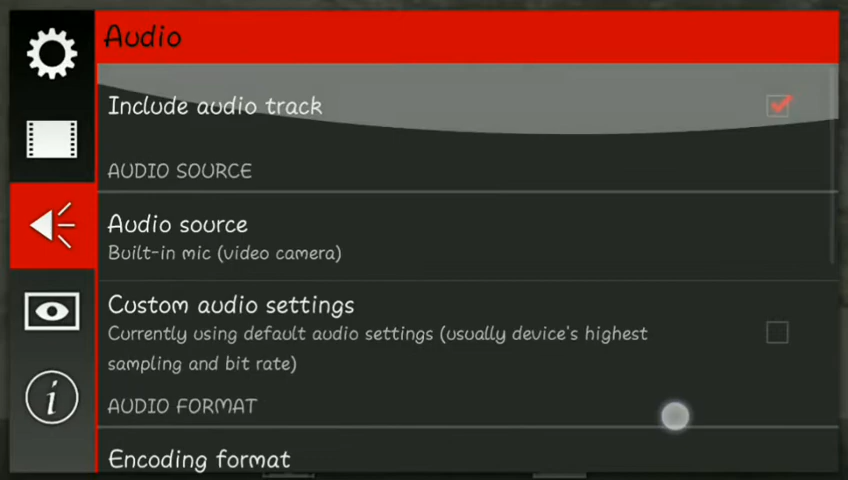 Audio
Include audio track
AUDIO SOURCE
Audio source
Built-in mic (video camera)
Custom audio settings
Currently using default audio settings (usually device's highest
sampling and bit rate)
AUDIO FORMAT
Encoding format